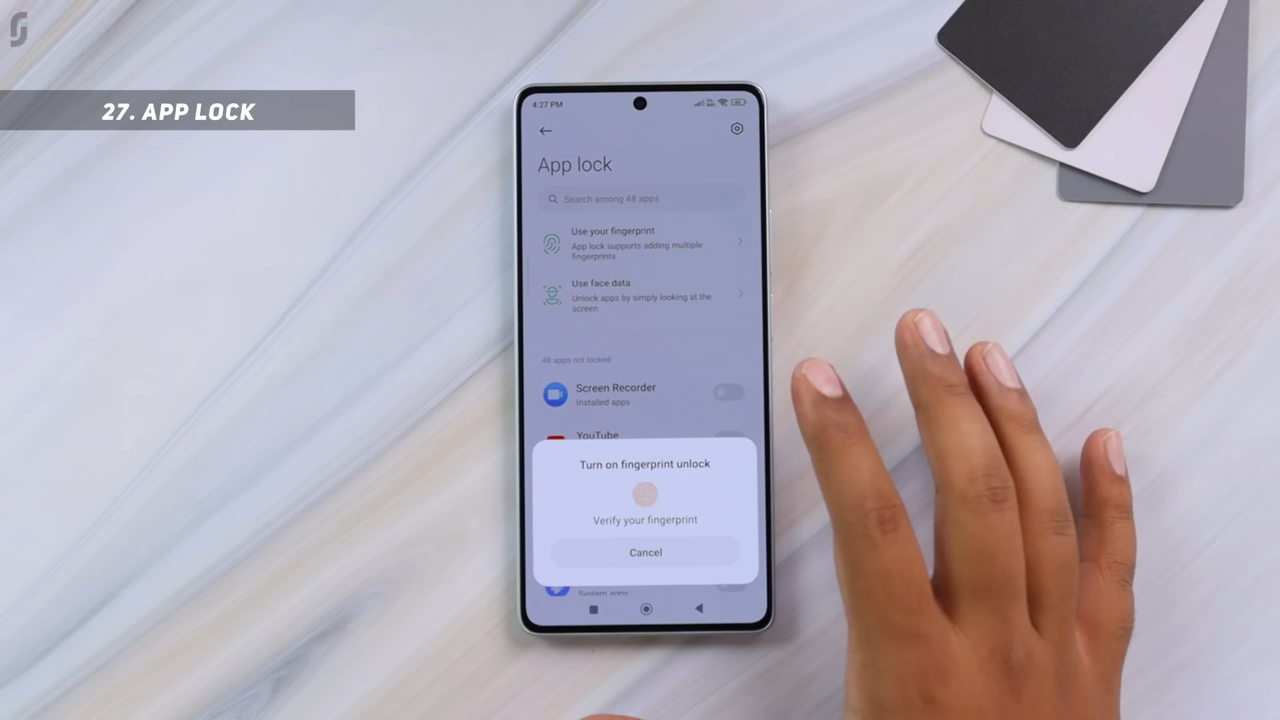 27. APP LOCK
4:27 PM
App lock
Search among 48 apps
Use your fingerprint
App lock supports adding multiple
fingerprints
Use face data
Unlock apps by simply looking at the
screen
48 apps not locked
Screen Recorder
Installed apps
YouTube
Turn on fingerprint unlock
Verify your fingerprint
Cancel
System apps